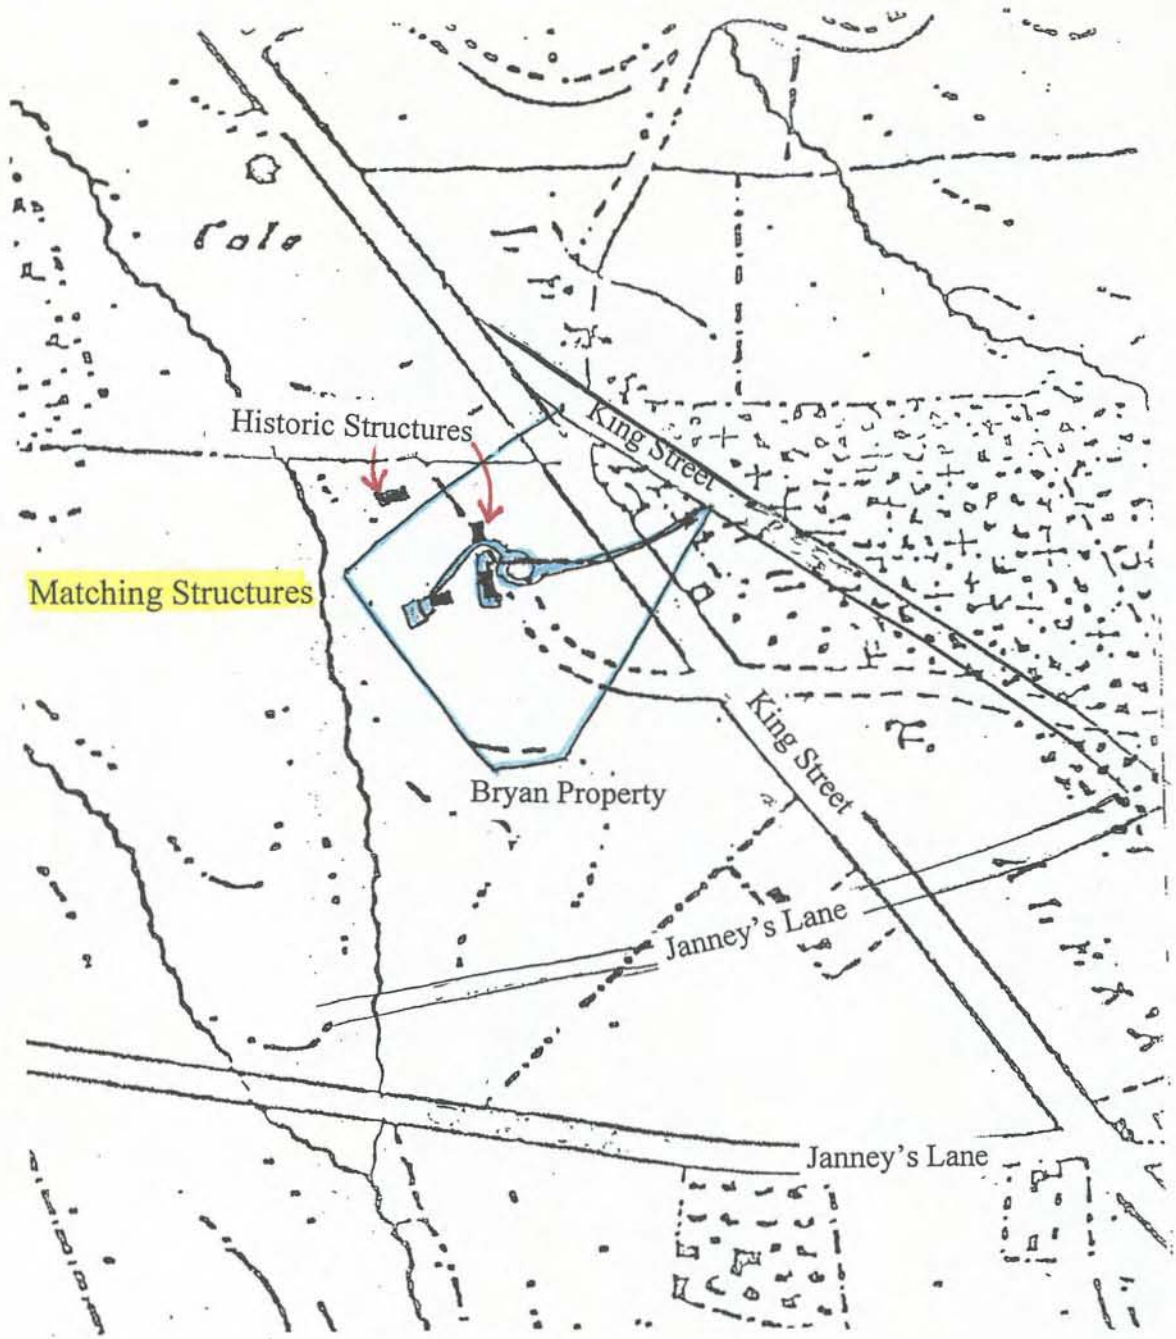 Cole
Historic Structures
King Street
Matching Structures
King Street
Bryan Property
Janney's Lane
Janney's Lane